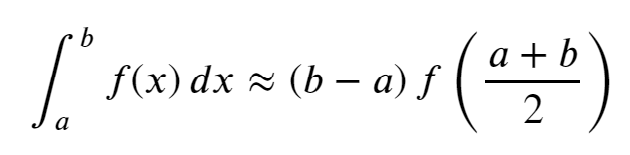 ∫_a^b f(x) dx ≈ (b − a) f ( (a + b) / 2 )